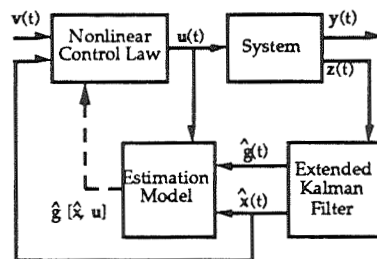 v(t)
Nonlinear
Control Law
u(t)
System
y(t)
z(t)
ĝ(t)
Estimation
Model
x̂(t)
Extended
Kalman
Filter
ĝ [x̂, u]